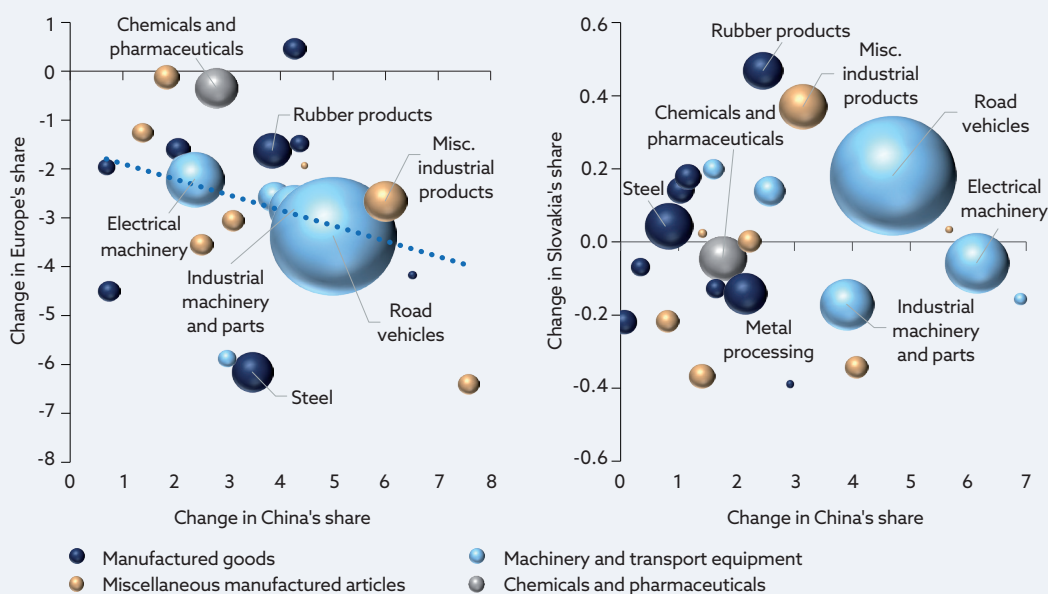 Change in Europe's share
1
0
-1
-2
-3
-4
-5
-6
-7
-8
Chemicals and
pharmaceuticals
Rubber products
Misc.
industrial
products
Electrical
machinery
Industrial
machinery
and parts
Road
vehicles
Steel
0 1 2 3 4 5 6 7 8
Change in China's share
Change in Slovakia's share
0.6
0.4
0.2
0.0
-0.2
-0.4
-0.6
Rubber products
Misc.
industrial
products
Chemicals and
pharmaceuticals
Road
vehicles
Steel
Electrical
machinery
Metal
processing
Industrial
machinery
and parts
0 1 2 3 4 5 6 7
Change in China's share
Manufactured goods
Machinery and transport equipment
Miscellaneous manufactured articles
Chemicals and pharmaceuticals